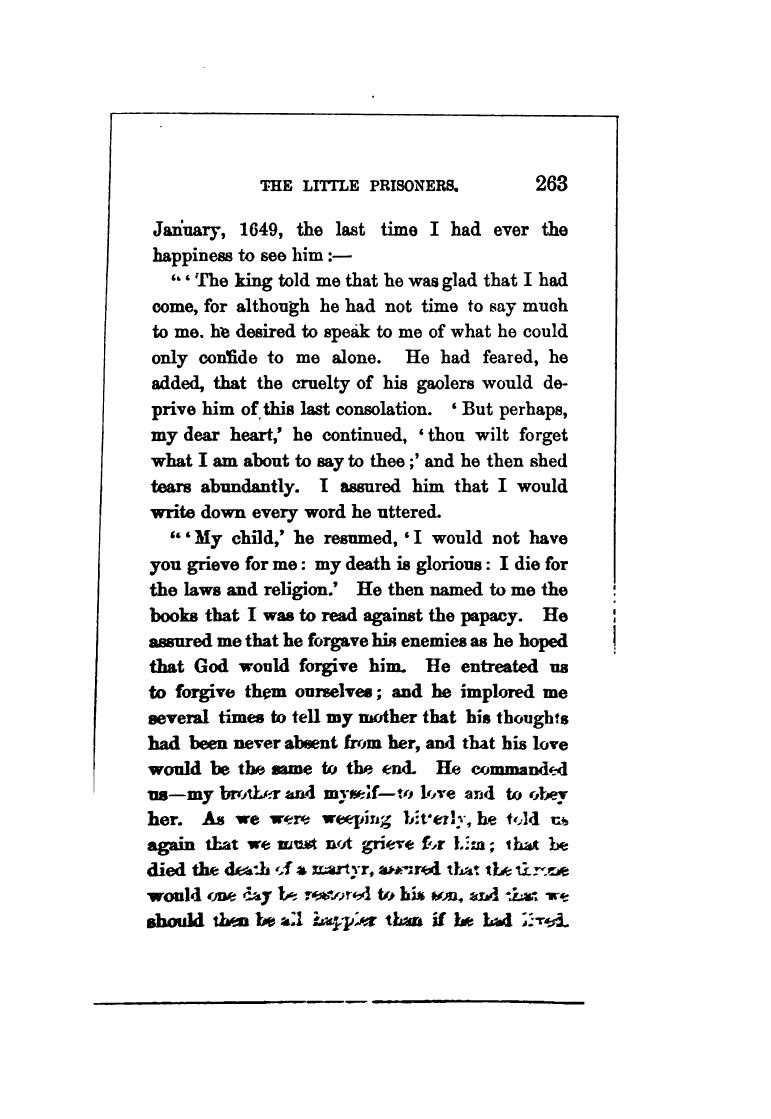 THE LITTLE PRISONERS. 263
January, 1649, the last time I had ever the
happiness to see him :—
“‘The king told me that he was glad that I had
come, for although he had not time to say much
to me. he desired to speak to me of what he could
only confide to me alone. He had feared, he
added, that the cruelty of his gaolers would de-
prive him of this last consolation. ‘But perhaps,
my dear heart,’ he continued, ‘thou wilt forget
what I am about to say to thee ;’ and he then shed
tears abundantly. I assured him that I would
write down every word he uttered.
“‘My child,’ he resumed, ‘I would not have
you grieve for me : my death is glorious : I die for
the laws and religion.’ He then named to me the
books that I was to read against the papacy. He
assured me that he forgave his enemies as he hoped
that God would forgive him. He entreated us
to forgive them ourselves ; and he implored me
several times to tell my mother that his thoughts
had been never absent from her, and that his love
would be the same to the end. He commanded
us—my brother and myself—to love and to obey
her. As we were weeping bitterly, he told us
again that we must not grieve for him ; that he
died the death of a martyr, assured that the throne
would one day be restored to his son, and that we
should then be all happier than if he had lived.